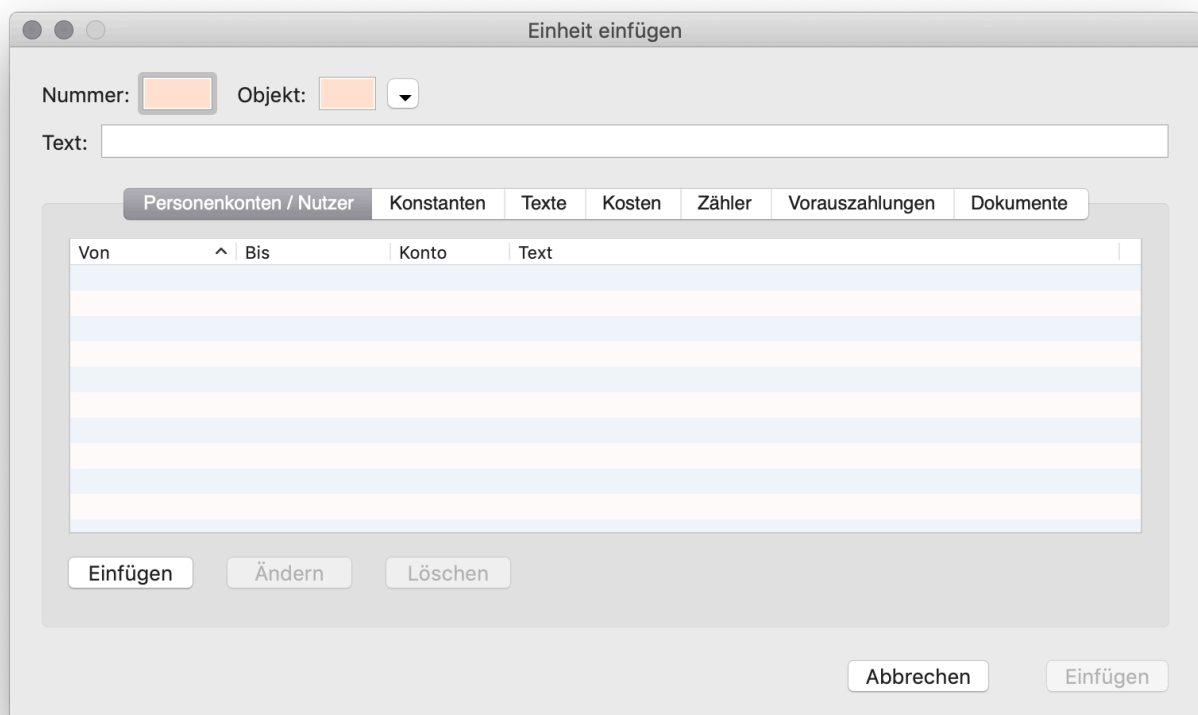 Einheit einfügen
Nummer: Objekt:
Text:
Personenkonten / Nutzer Konstanten Texte Kosten Zähler Vorauszahlungen Dokumente
Von Bis Konto Text
Einfügen Ändern Löschen
Abbrechen Einfügen